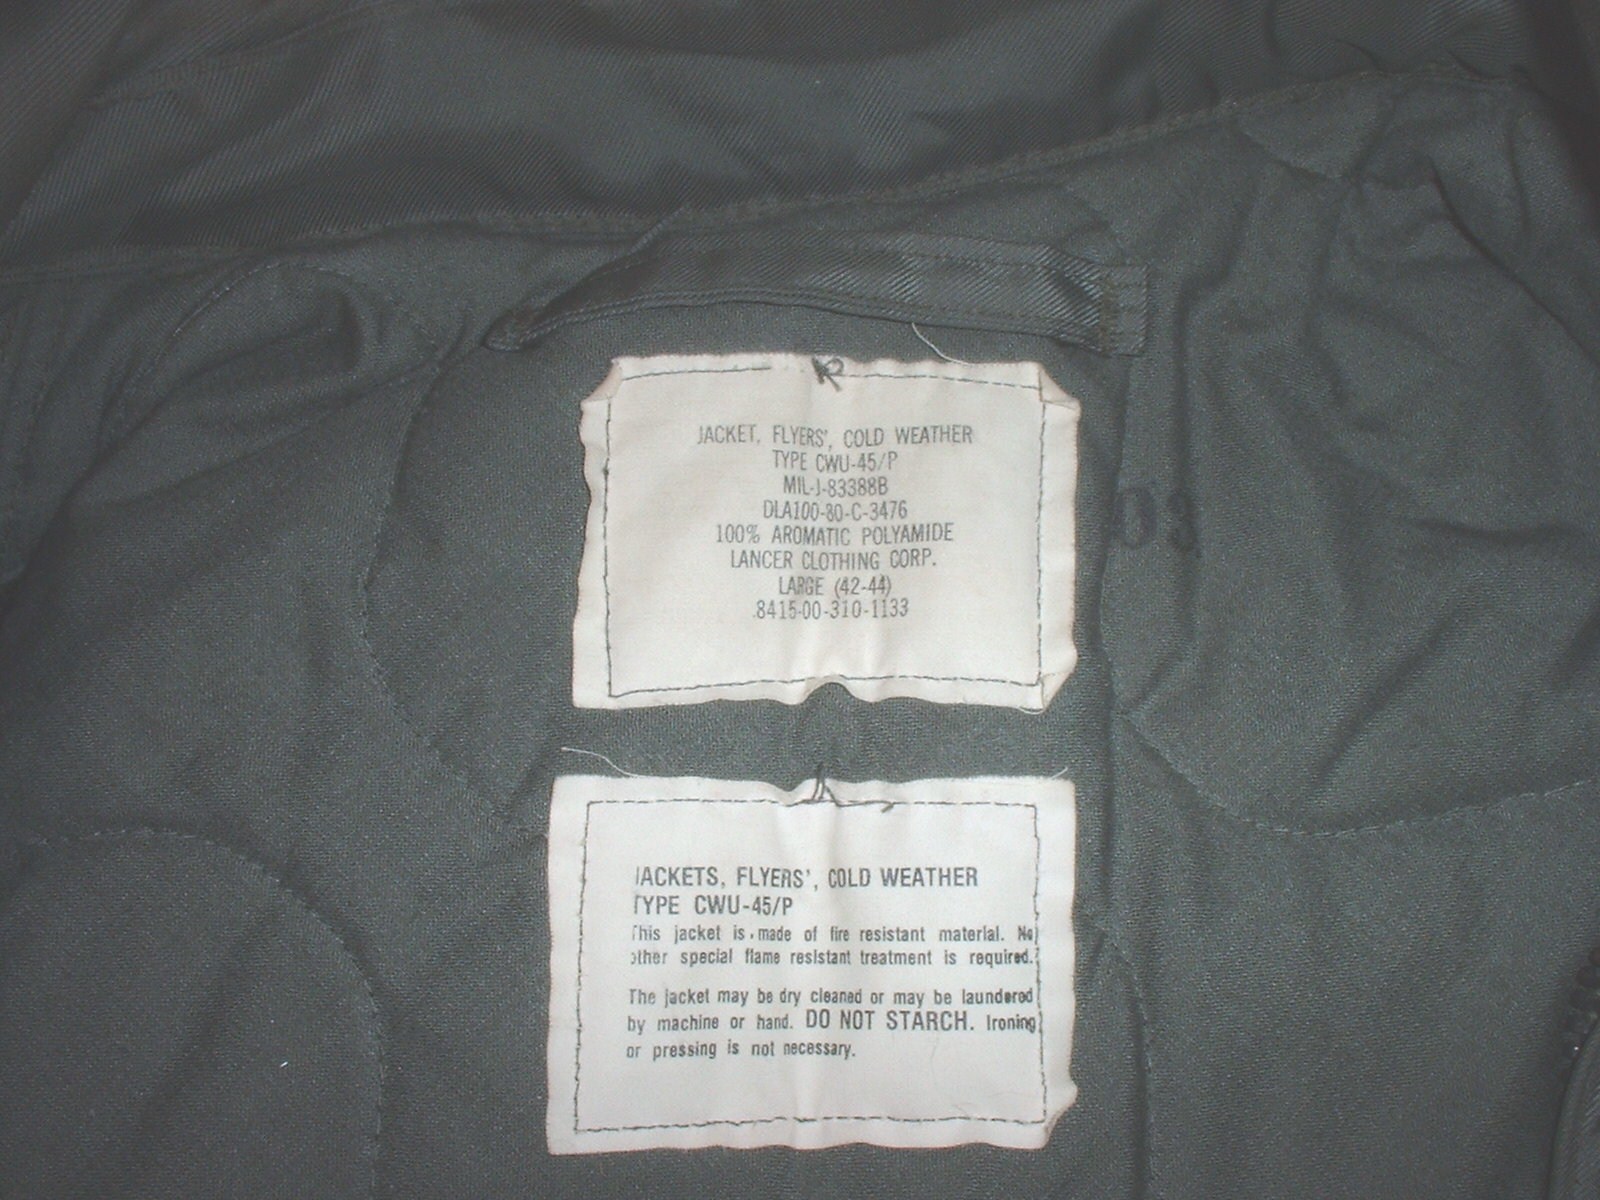 JACKET, FLYERS', COLD WEATHER
TYPE CWU-45/P
MIL-J-83388B
DLA100-80-C-3476
100% AROMATIC POLYAMIDE
LANCER CLOTHING CORP.
LARGE (42-44)
8415-00-310-1133
JACKETS, FLYERS', COLD WEATHER
TYPE CWU-45/P
This jacket is made of fire resistant material. No
other special flame resistant treatment is required.
The jacket may be dry cleaned or may be laundered
by machine or hand. DO NOT STARCH. Ironing
or pressing is not necessary.